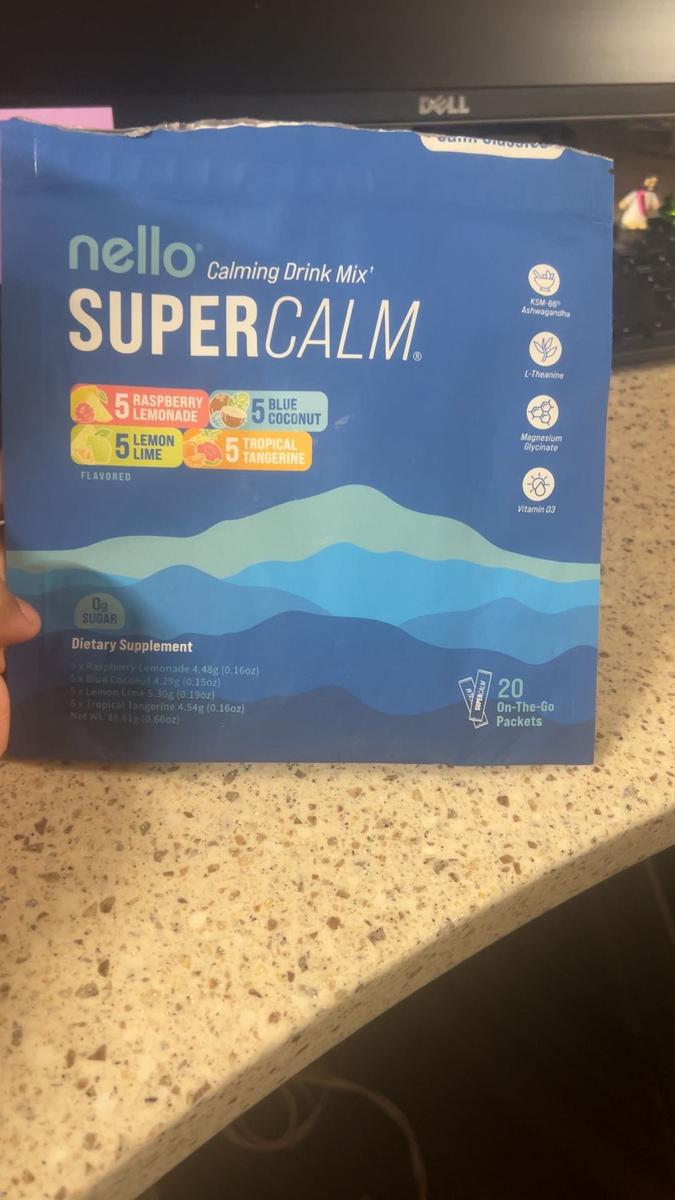 DELL
Calm Classics
nello®
Calming Drink Mix†
SUPERCALM®
KSM-66®
Ashwagandha
L-Theanine
Magnesium
Glycinate
Vitamin D3
5 RASPBERRY
LEMONADE
5 BLUE
COCONUT
5 LEMON
LIME
5 TROPICAL
TANGERINE
FLAVORED
0g
SUGAR
Dietary Supplement
5 x Raspberry Lemonade 4.48g (0.16oz)
5 x Blue Coconut 4.29g (0.15oz)
5 x Lemon Lime 5.30g (0.19oz)
5 x Tropical Tangerine 4.54g (0.16oz)
Net Wt. 18.61g (0.66oz)
SUPERCALM
20
On-The-Go
Packets